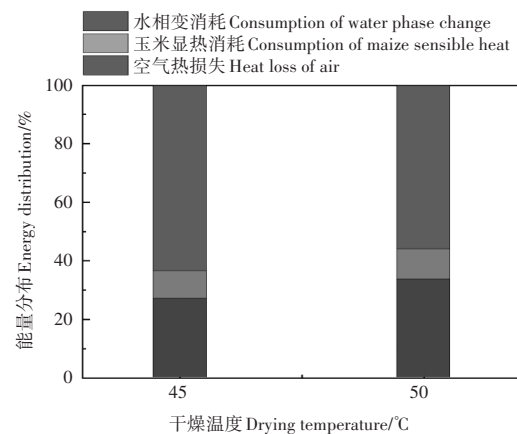 水相变消耗 Consumption of water phase change
玉米显热消耗 Consumption of maize sensible heat
空气热损失 Heat loss of air
能量分布 Energy distribution/%
100
80
60
40
20
0
45
50
干燥温度 Drying temperature/℃